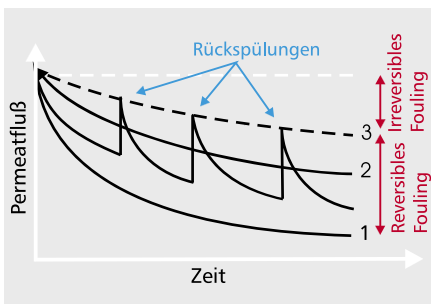 Rückspülungen
Permeatfluß
Zeit
3
2
1
Irreversibles
Fouling
Reversibles
Fouling